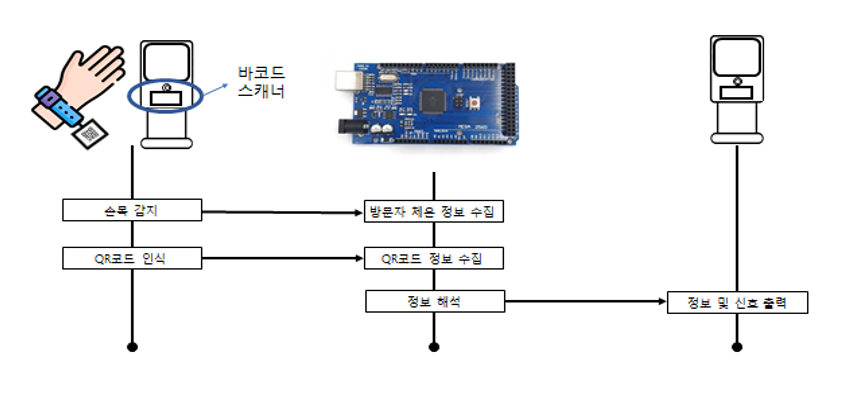 바코드
스캐너
손목 감지
방문자 체온 정보 수집
QR코드 인식
QR코드 정보 수집
정보 해석
정보 및 신호 출력